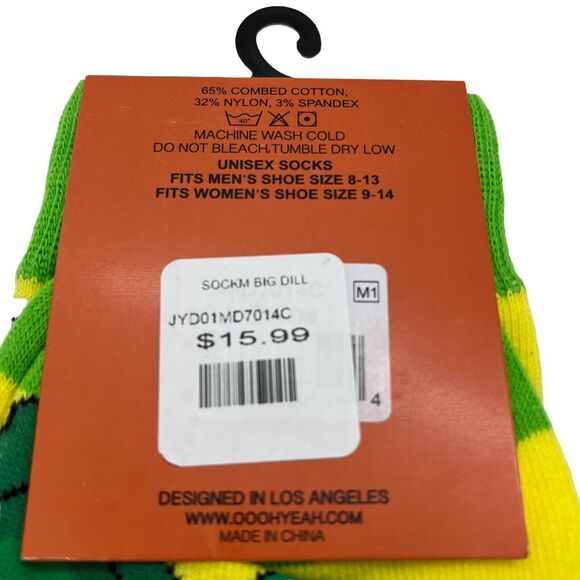 65% COMBED COTTON,
32% NYLON, 3% SPANDEX
40°
MACHINE WASH COLD
DO NOT BLEACH,TUMBLE DRY LOW
UNISEX SOCKS
FITS MEN'S SHOE SIZE 8-13
FITS WOMEN'S SHOE SIZE 9-14
SOCKM BIG DILL
M1
JYD01MD7014C
$15.99
4
DESIGNED IN LOS ANGELES
WWW.OOOHYEAH.COM
MADE IN CHINA